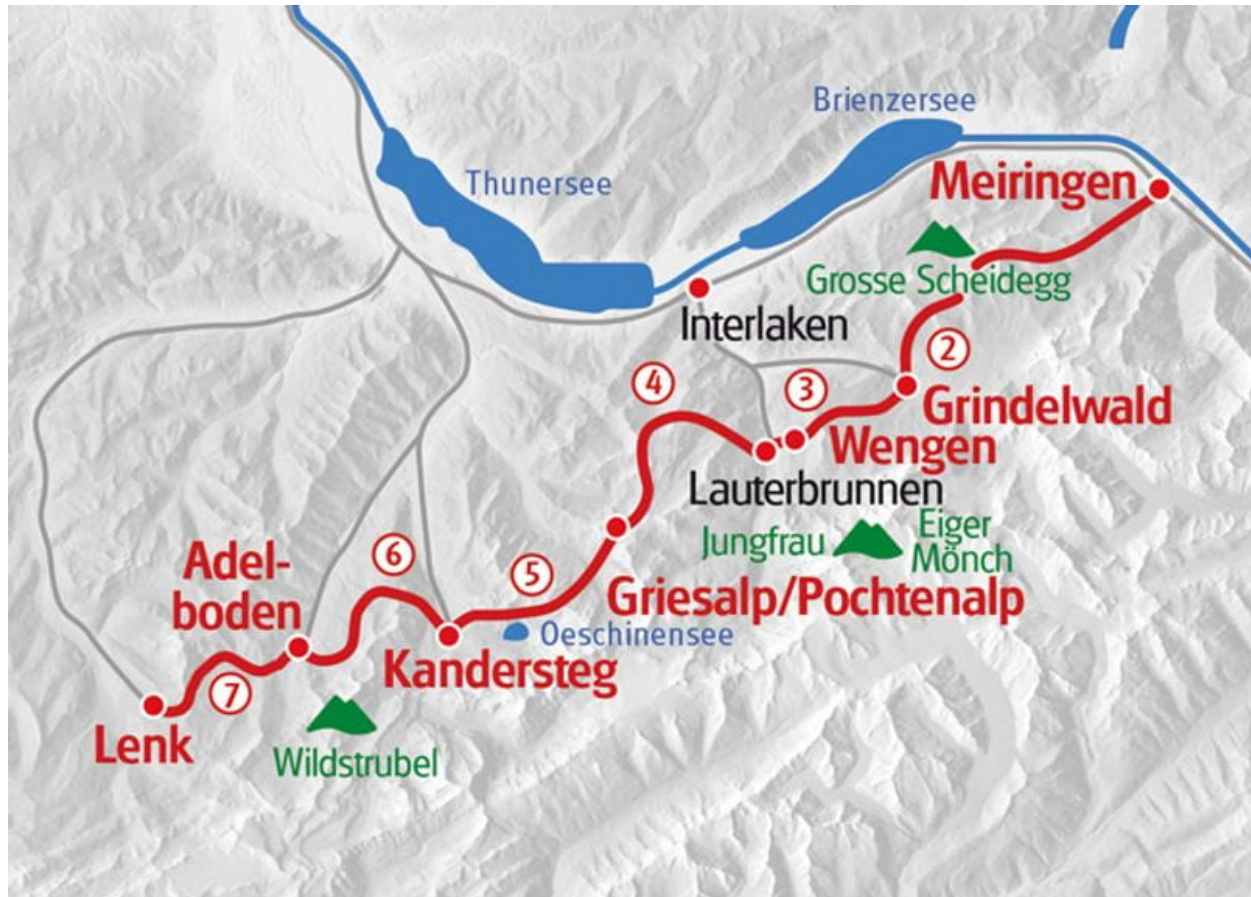 Brienzersee
Thunersee
Meiringen
Grosse Scheidegg
Interlaken
②
④
③
Grindelwald
Wengen
Lauterbrunnen
Jungfrau
Eiger
Mönch
Adel-
boden
⑥
⑤
Griesalp/Pochtenalp
Oeschinensee
Kandersteg
⑦
Lenk
Wildstrubel